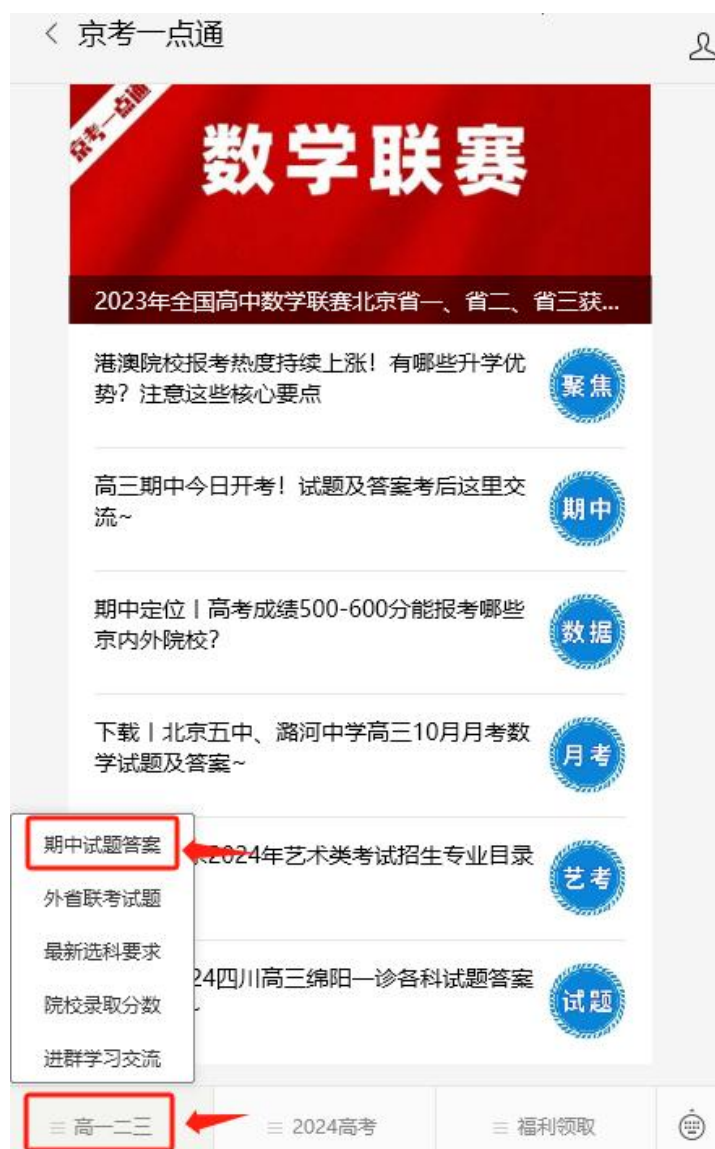 京考一点通
京考一点通
数学联赛
2023年全国高中数学联赛北京省一、省二、省三获...
港澳院校报考热度持续上涨！有哪些升学优
势？注意这些核心要点
聚焦
高三期中今日开考！试题及答案考后这里交
流~
期中
期中定位丨高考成绩500-600分能报考哪些
京内外院校？
数据
下载丨北京五中、潞河中学高三10月月考数
学试题及答案~
月考
2024年艺术类考试招生专业目录
艺考
24四川高三绵阳一诊各科试题答案
~
试题
期中试题答案
外省联考试题
最新选科要求
院校录取分数
进群学习交流
高一二三
2024高考
福利领取